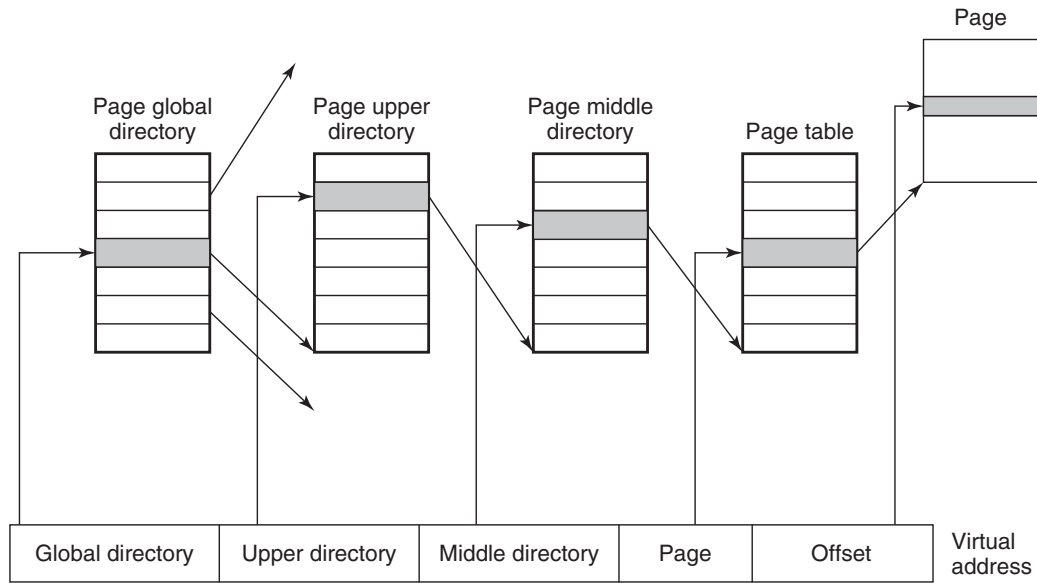 Page
Page global
directory
Page upper
directory
Page middle
directory
Page table
Global directory
Upper directory
Middle directory
Page
Offset
Virtual
address